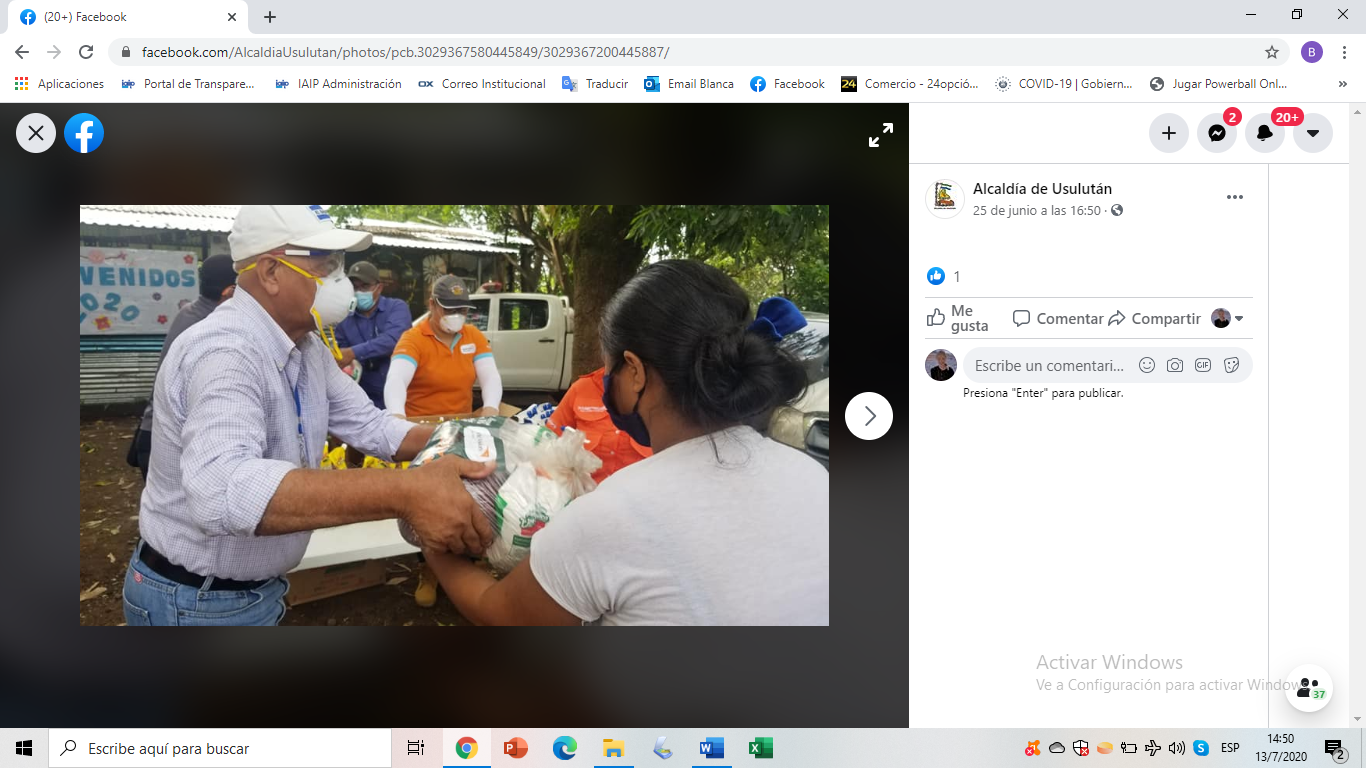 (20+) Facebook
facebook.com/AlcaldiaUsulutan/photos/pcb.3029367580445849/3029367200445887/
B
Aplicaciones
Portal de Transpare...
IAIP Administración
Correo Institucional
Traducir
Email Blanca
Facebook
24
Comercio - 24opció...
COVID-19 | Gobiern...
Jugar Powerball Onl...
2
20+
VENIDOS
2020
Alcaldía de Usulután
25 de junio a las 16:50
1
Me gusta
Comentar
Compartir
Escribe un comentari...
GIF
Presiona "Enter" para publicar.
Activar Windows
Ve a Configuración para activar Windows
37
Escribe aquí para buscar
ESP
14:50
13/7/2020
2